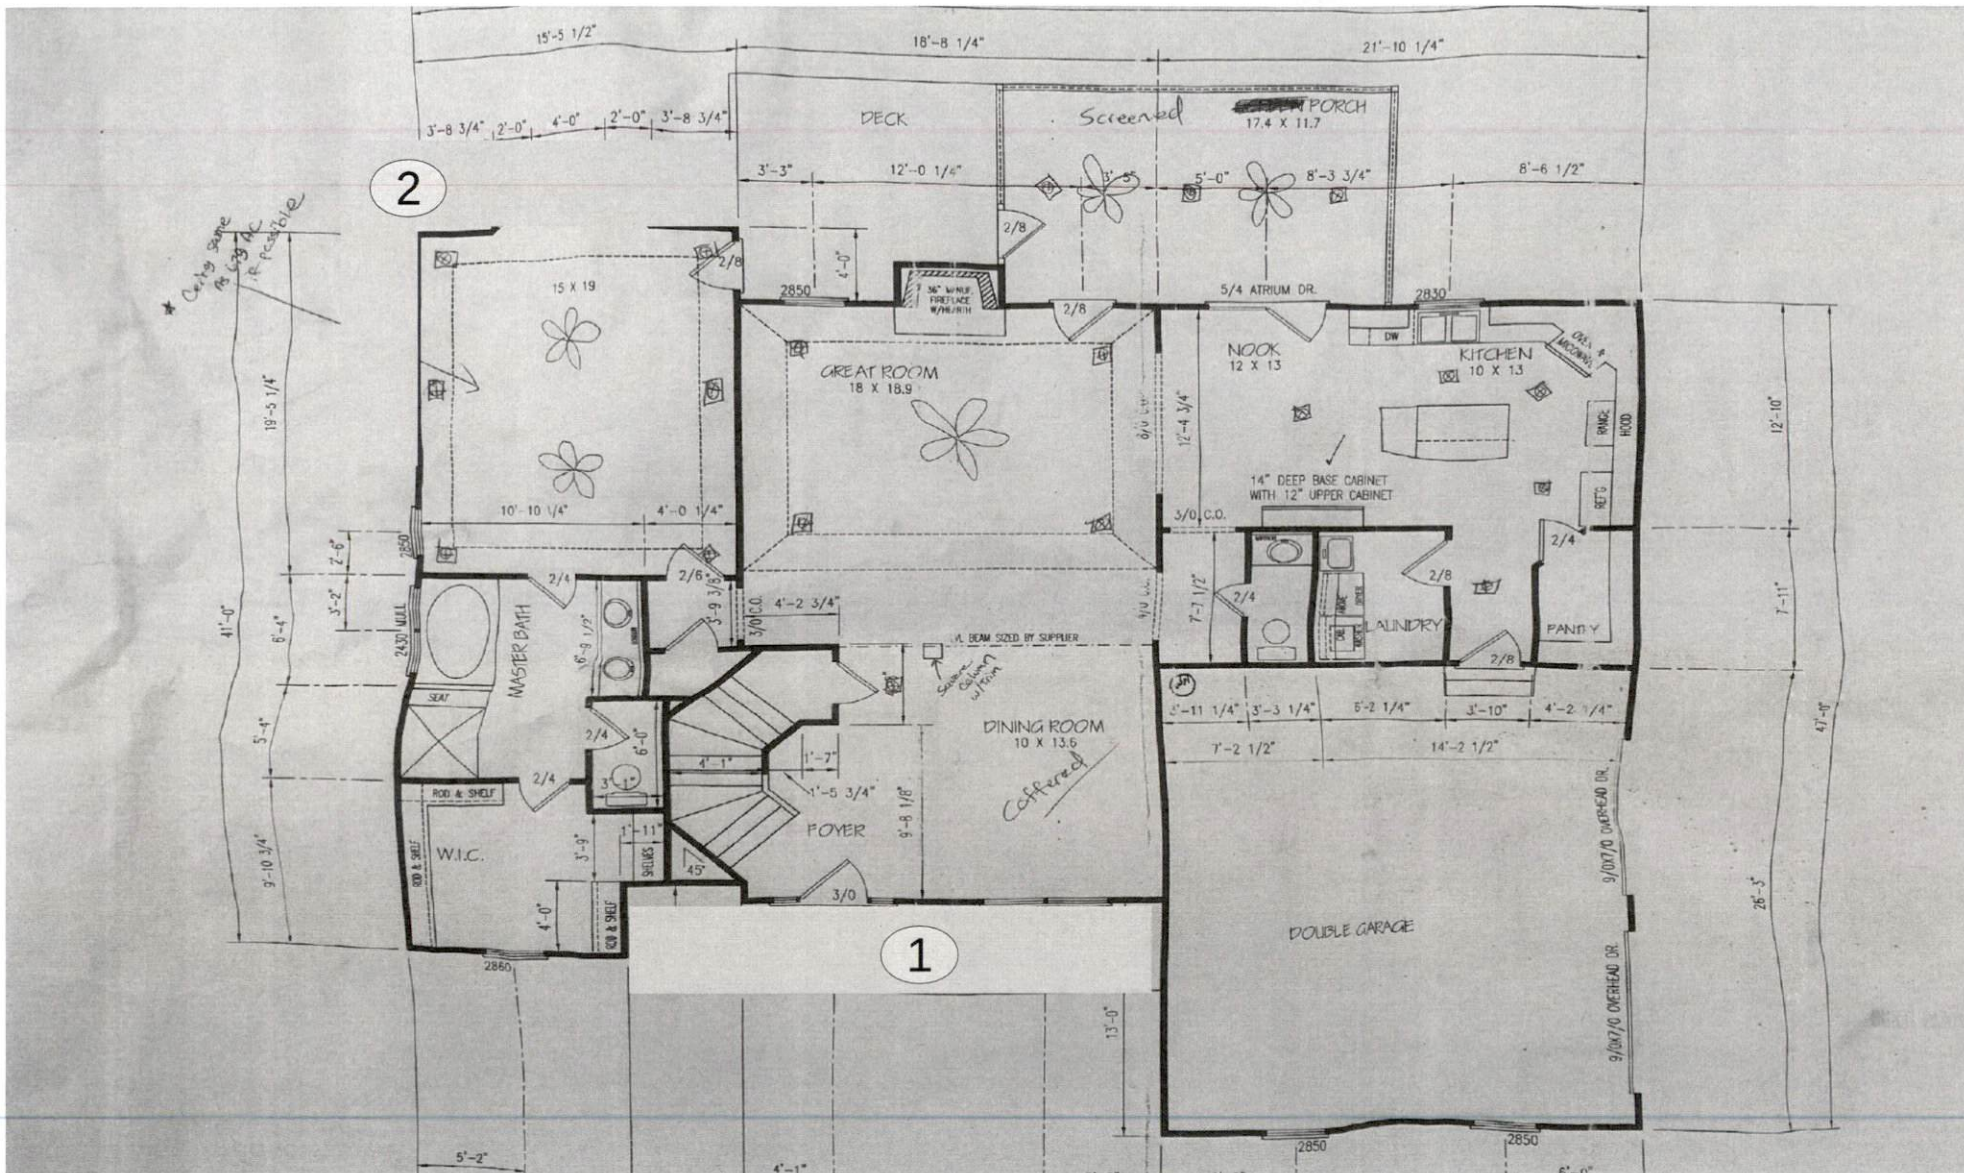 15'-5 1/2"
18'-8 1/4"
21'-10 1/4"
3'-8 3/4"
2'-0"
4'-0"
2'-0"
3'-8 3/4"
DECK
Screened
PORCH
17.4 X 11.7
2
3'-3"
12'-0 1/4"
3'-5"
5'-0"
8'-3 3/4"
8'-6 1/2"
2/8
2/8
4'-0"
15 X 19
2850
36" MANUF.
FIREPLACE
W/HEARTH
2/8
5/4 ATRIUM DR.
2830
DW
OVEN &
NOOK
12 X 13
KITCHEN
10 X 13
GREAT ROOM
18 X 18.9
19'-5 1/4"
12'-4 3/4"
12'-10"
RANGE
HOOD
REF'G
14" DEEP BASE CABINET
WITH 12" UPPER CABINET
3/0 C.O.
10'-10 1/4"
4'-0 1/4"
2850
2'-6"
2/4
2/6
2/4
2/8
2/4
3'-9 3/8"
3/0 C.O.
4'-2 3/4"
3'-2"
6'-4"
41'-0"
2430 MULL
MASTER BATH
6'-9 1/2"
7'-7 1/2"
7'-11"
LAUNDRY
PANTRY
VL BEAM SIZED BY SUPPLIER
Square
Column
w/Trim
2/8
SEAT
5'-4"
2/4
6'-0"
3'-1"
4'-1"
1'-7"
1'-5 3/4"
DINING ROOM
10 X 13.6
Coffered
5'-11 1/4"
3'-3 1/4"
6'-2 1/4"
3'-10"
4'-2 1/4"
7'-2 1/2"
14'-2 1/2"
47'-0"
2/4
ROD & SHELF
ROD & SHELF
W.I.C.
9'-10 3/4"
3'-9"
1'-11"
SHELVES
45°
FOYER
9'-8 1/8"
3/0
4'-0"
ROD & SHELF
2860
1
DOUBLE GARAGE
9/0X7/0 OVERHEAD DR.
26'-3"
9/0X7/0 OVERHEAD DR.
13'-0"
2850
2850
5'-2"
4'-1"